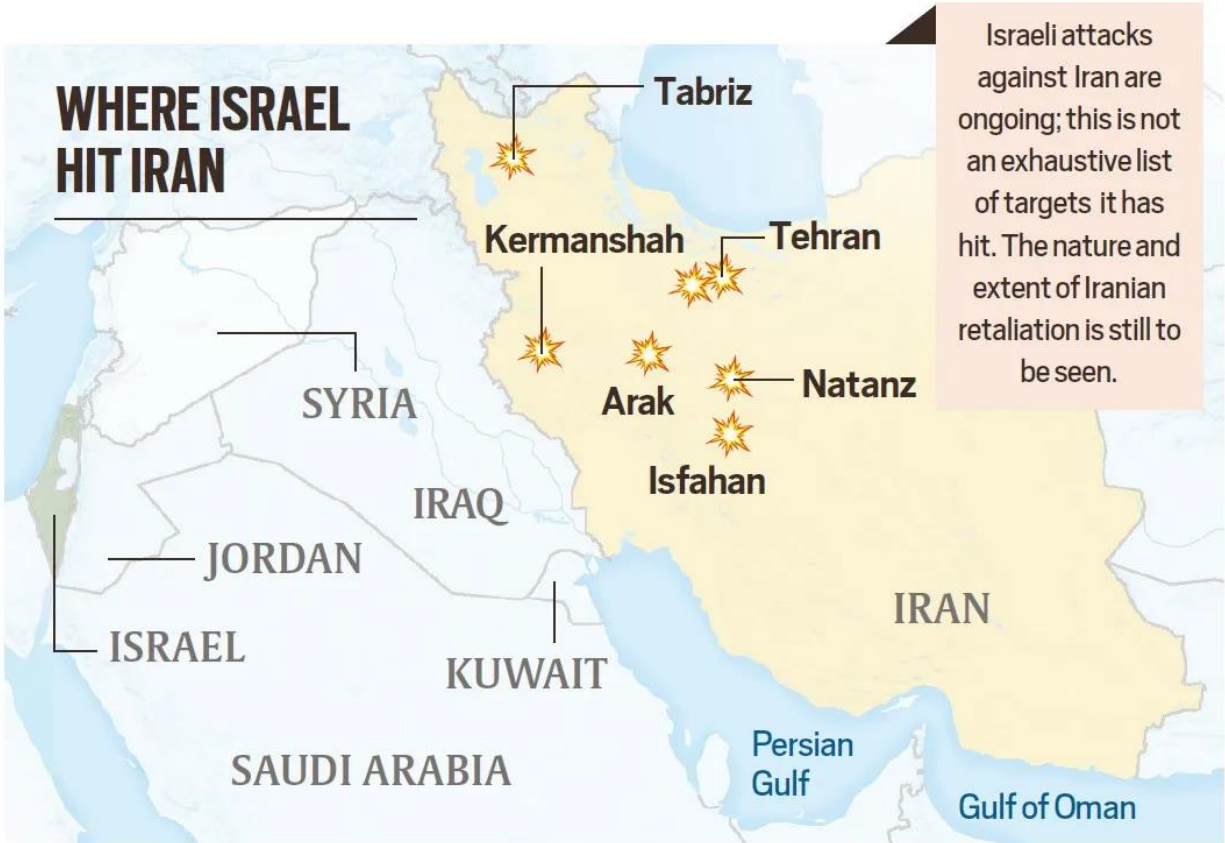 WHERE ISRAEL
HIT IRAN
Israeli attacks
against Iran are
ongoing; this is not
an exhaustive list
of targets it has
hit. The nature and
extent of Iranian
retaliation is still to
be seen.
Tabriz
Kermanshah
Tehran
Arak
Natanz
Isfahan
SYRIA
IRAQ
JORDAN
ISRAEL
KUWAIT
IRAN
SAUDI ARABIA
Persian
Gulf
Gulf of Oman